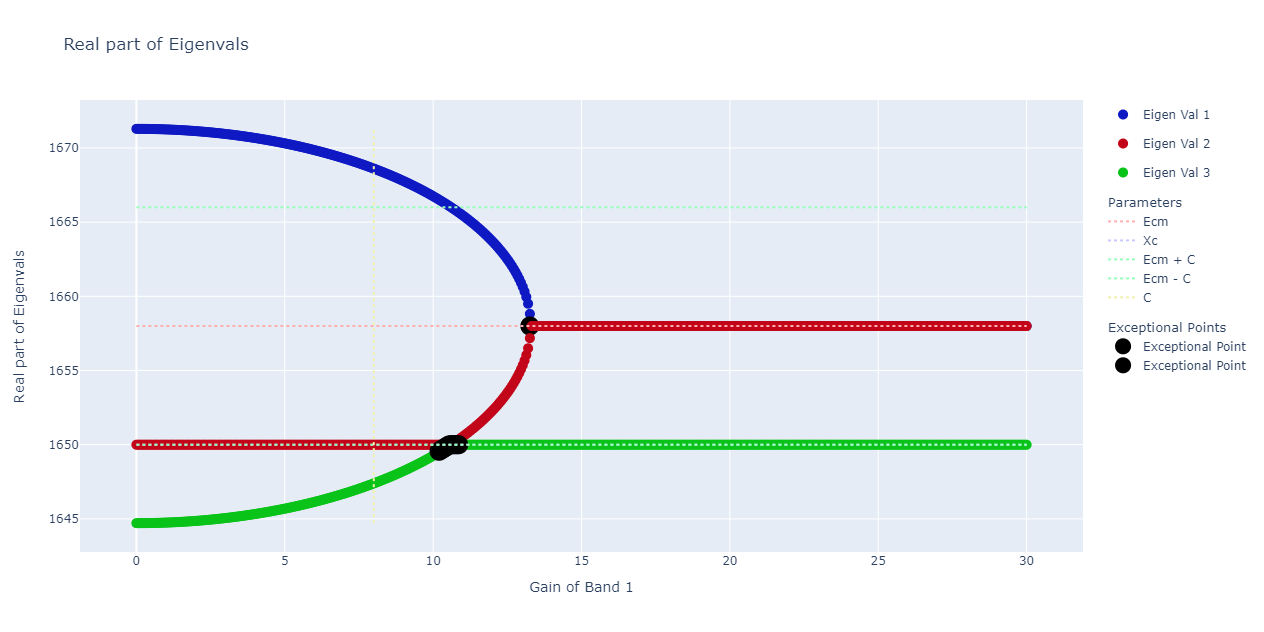 Real part of Eigenvals
Real part of Eigenvals
1670
1665
1660
1655
1650
1645
0 5 10 15 20 25 30
Gain of Band 1
Eigen Val 1
Eigen Val 2
Eigen Val 3
Parameters
Ecm
Xc
Ecm + C
Ecm - C
C
Exceptional Points
Exceptional Point
Exceptional Point